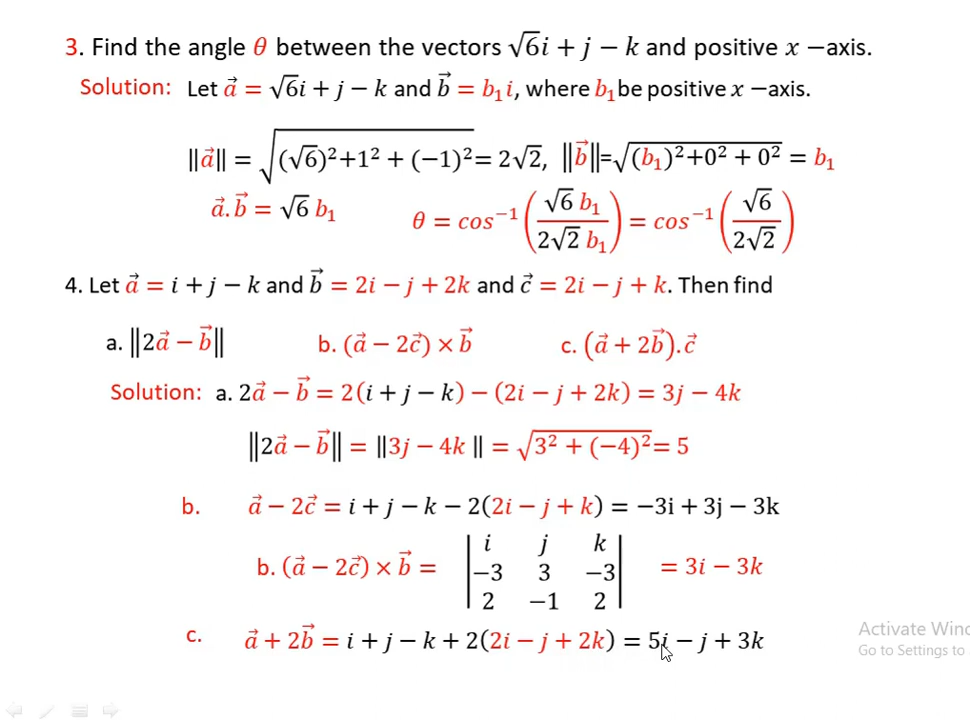 3. Find the angle θ between the vectors √6i + j − k and positive x −axis.
Solution: Let a⃗ = √6i + j − k and b⃗ = b₁i, where b₁ be positive x −axis.
‖a⃗‖ = √((√6)²+1² + (−1)²) = 2√2, ‖b⃗‖=√((b₁)²+0² + 0²) = b₁
a⃗.b⃗ = √6 b₁ θ = cos⁻¹(√6 b₁ / 2√2 b₁) = cos⁻¹(√6 / 2√2)
4. Let a⃗ = i + j − k and b⃗ = 2i − j + 2k and c⃗ = 2i − j + k. Then find
a. ‖2a⃗ − b⃗‖ b. (a⃗ − 2c⃗) × b⃗ c. (a⃗ + 2b⃗).c⃗
Solution: a. 2a⃗ − b⃗ = 2(i + j − k) − (2i − j + 2k) = 3j − 4k
‖2a⃗ − b⃗‖ = ‖3j − 4k ‖ = √(3² + (−4)²) = 5
b. a⃗ − 2c⃗ = i + j − k − 2(2i − j + k) = −3i + 3j − 3k
b. (a⃗ − 2c⃗) × b⃗ = | i j k | = 3i − 3k
| −3 3 −3 |
| 2 −1 2 |
c. a⃗ + 2b⃗ = i + j − k + 2(2i − j + 2k) = 5i − j + 3k
Activate Wind
Go to Settings to